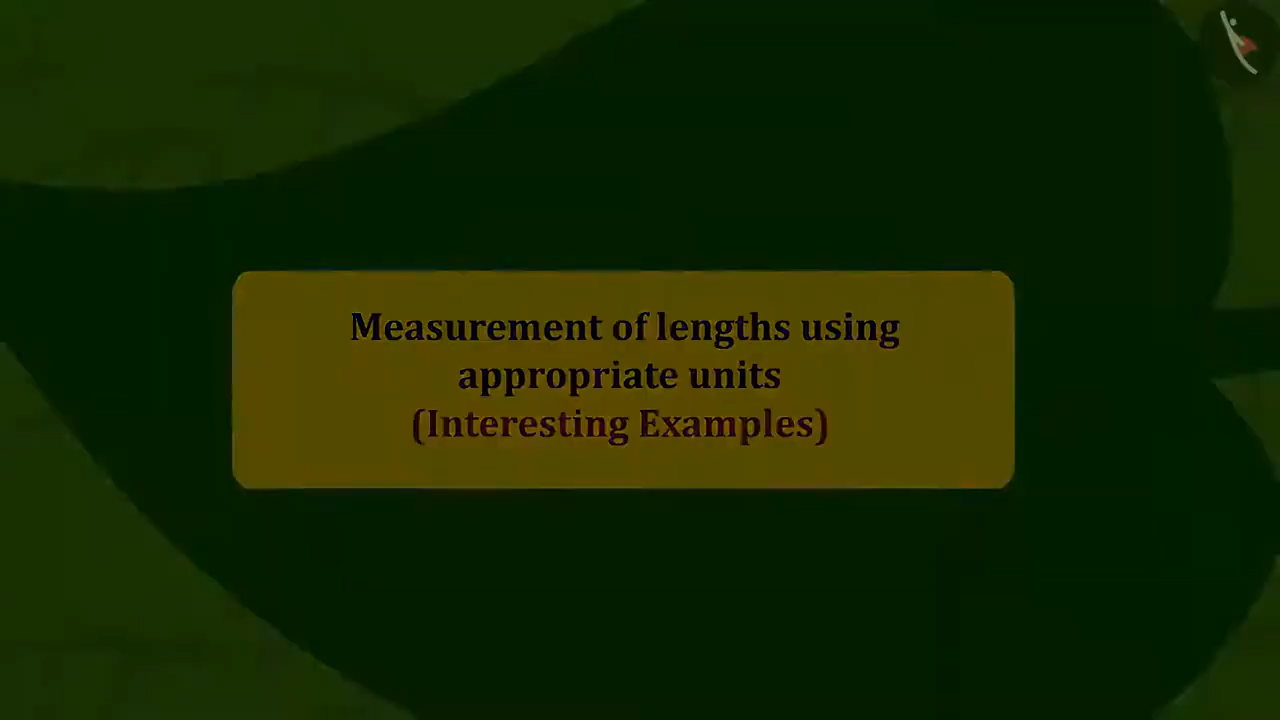 Measurement of lengths using
appropriate units
(Interesting Examples)